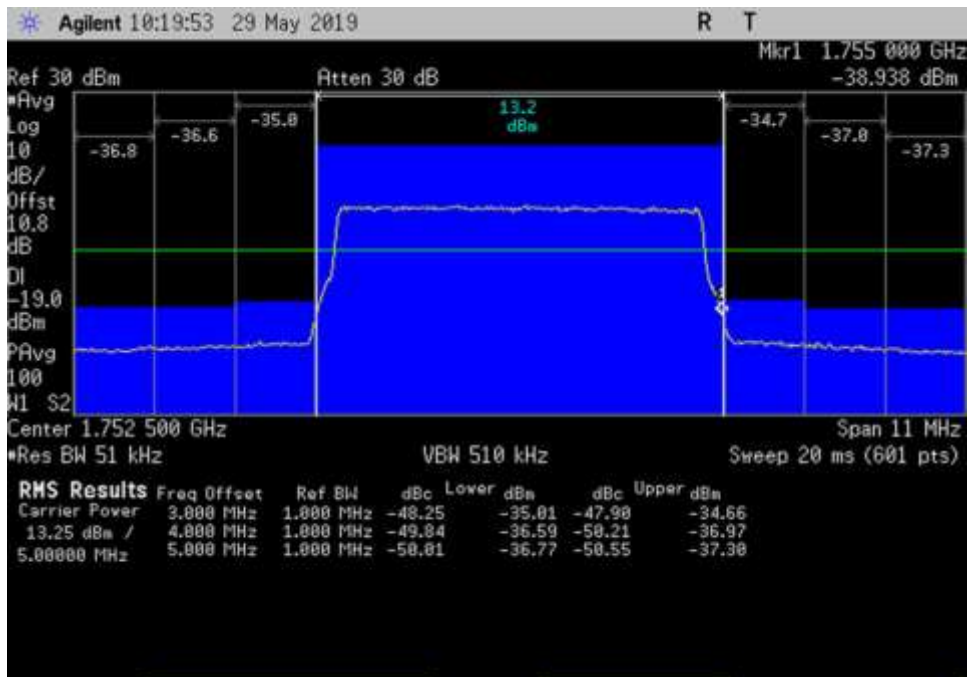 Agilent 10:19:53 29 May 2019 R T
Mkr1 1.755 000 GHz
Ref 30 dBm Atten 30 dB -38.938 dBm
#Avg
Log
10
dB/
Offst
10.8
dB
DI
-19.0
dBm
PAvg
100
W1 S2
13.2
dBm
-36.8 -36.6 -35.0 -34.7 -37.0 -37.3
1
Center 1.752 500 GHz Span 11 MHz
#Res BW 51 kHz VBW 510 kHz Sweep 20 ms (601 pts)
RMS Results Freq Offset Ref BW dBc Lower dBm dBc Upper dBm
Carrier Power 3.000 MHz 1.000 MHz -48.25 -35.01 -47.90 -34.66
13.25 dBm / 4.000 MHz 1.000 MHz -49.84 -36.59 -50.21 -36.97
5.00000 MHz 5.000 MHz 1.000 MHz -50.01 -36.77 -50.55 -37.30